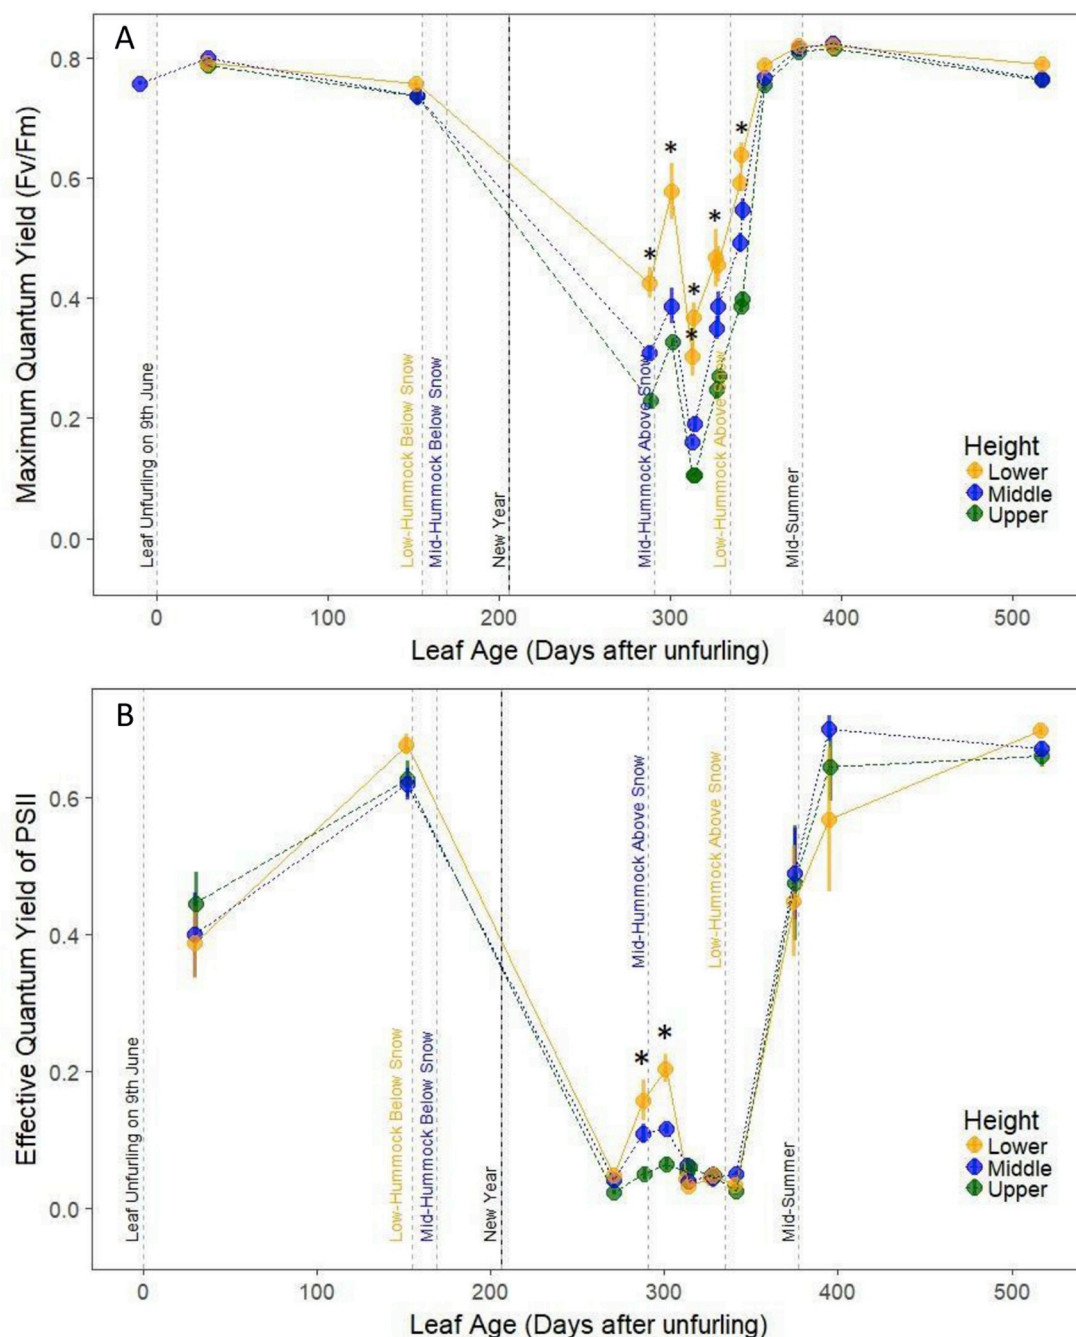 A
Maximum Quantum Yield (Fv/Fm)
0.8
0.6
0.4
0.2
0.0
*
*
*
*
*
*
Leaf Unfurling on 9th June
Low-Hummock Below Snow
Mid-Hummock Below Snow
New Year
Mid-Hummock Above Snow
Low-Hummock Above Snow
Mid-Summer
Height
Lower
Middle
Upper
0 100 200 300 400 500
Leaf Age (Days after unfurling)
B
Effective Quantum Yield of PSII
0.6
0.4
0.2
0.0
*
*
Leaf Unfurling on 9th June
Low-Hummock Below Snow
Mid-Hummock Below Snow
New Year
Mid-Hummock Above Snow
Low-Hummock Above Snow
Mid-Summer
Height
Lower
Middle
Upper
0 100 200 300 400 500
Leaf Age (Days after unfurling)